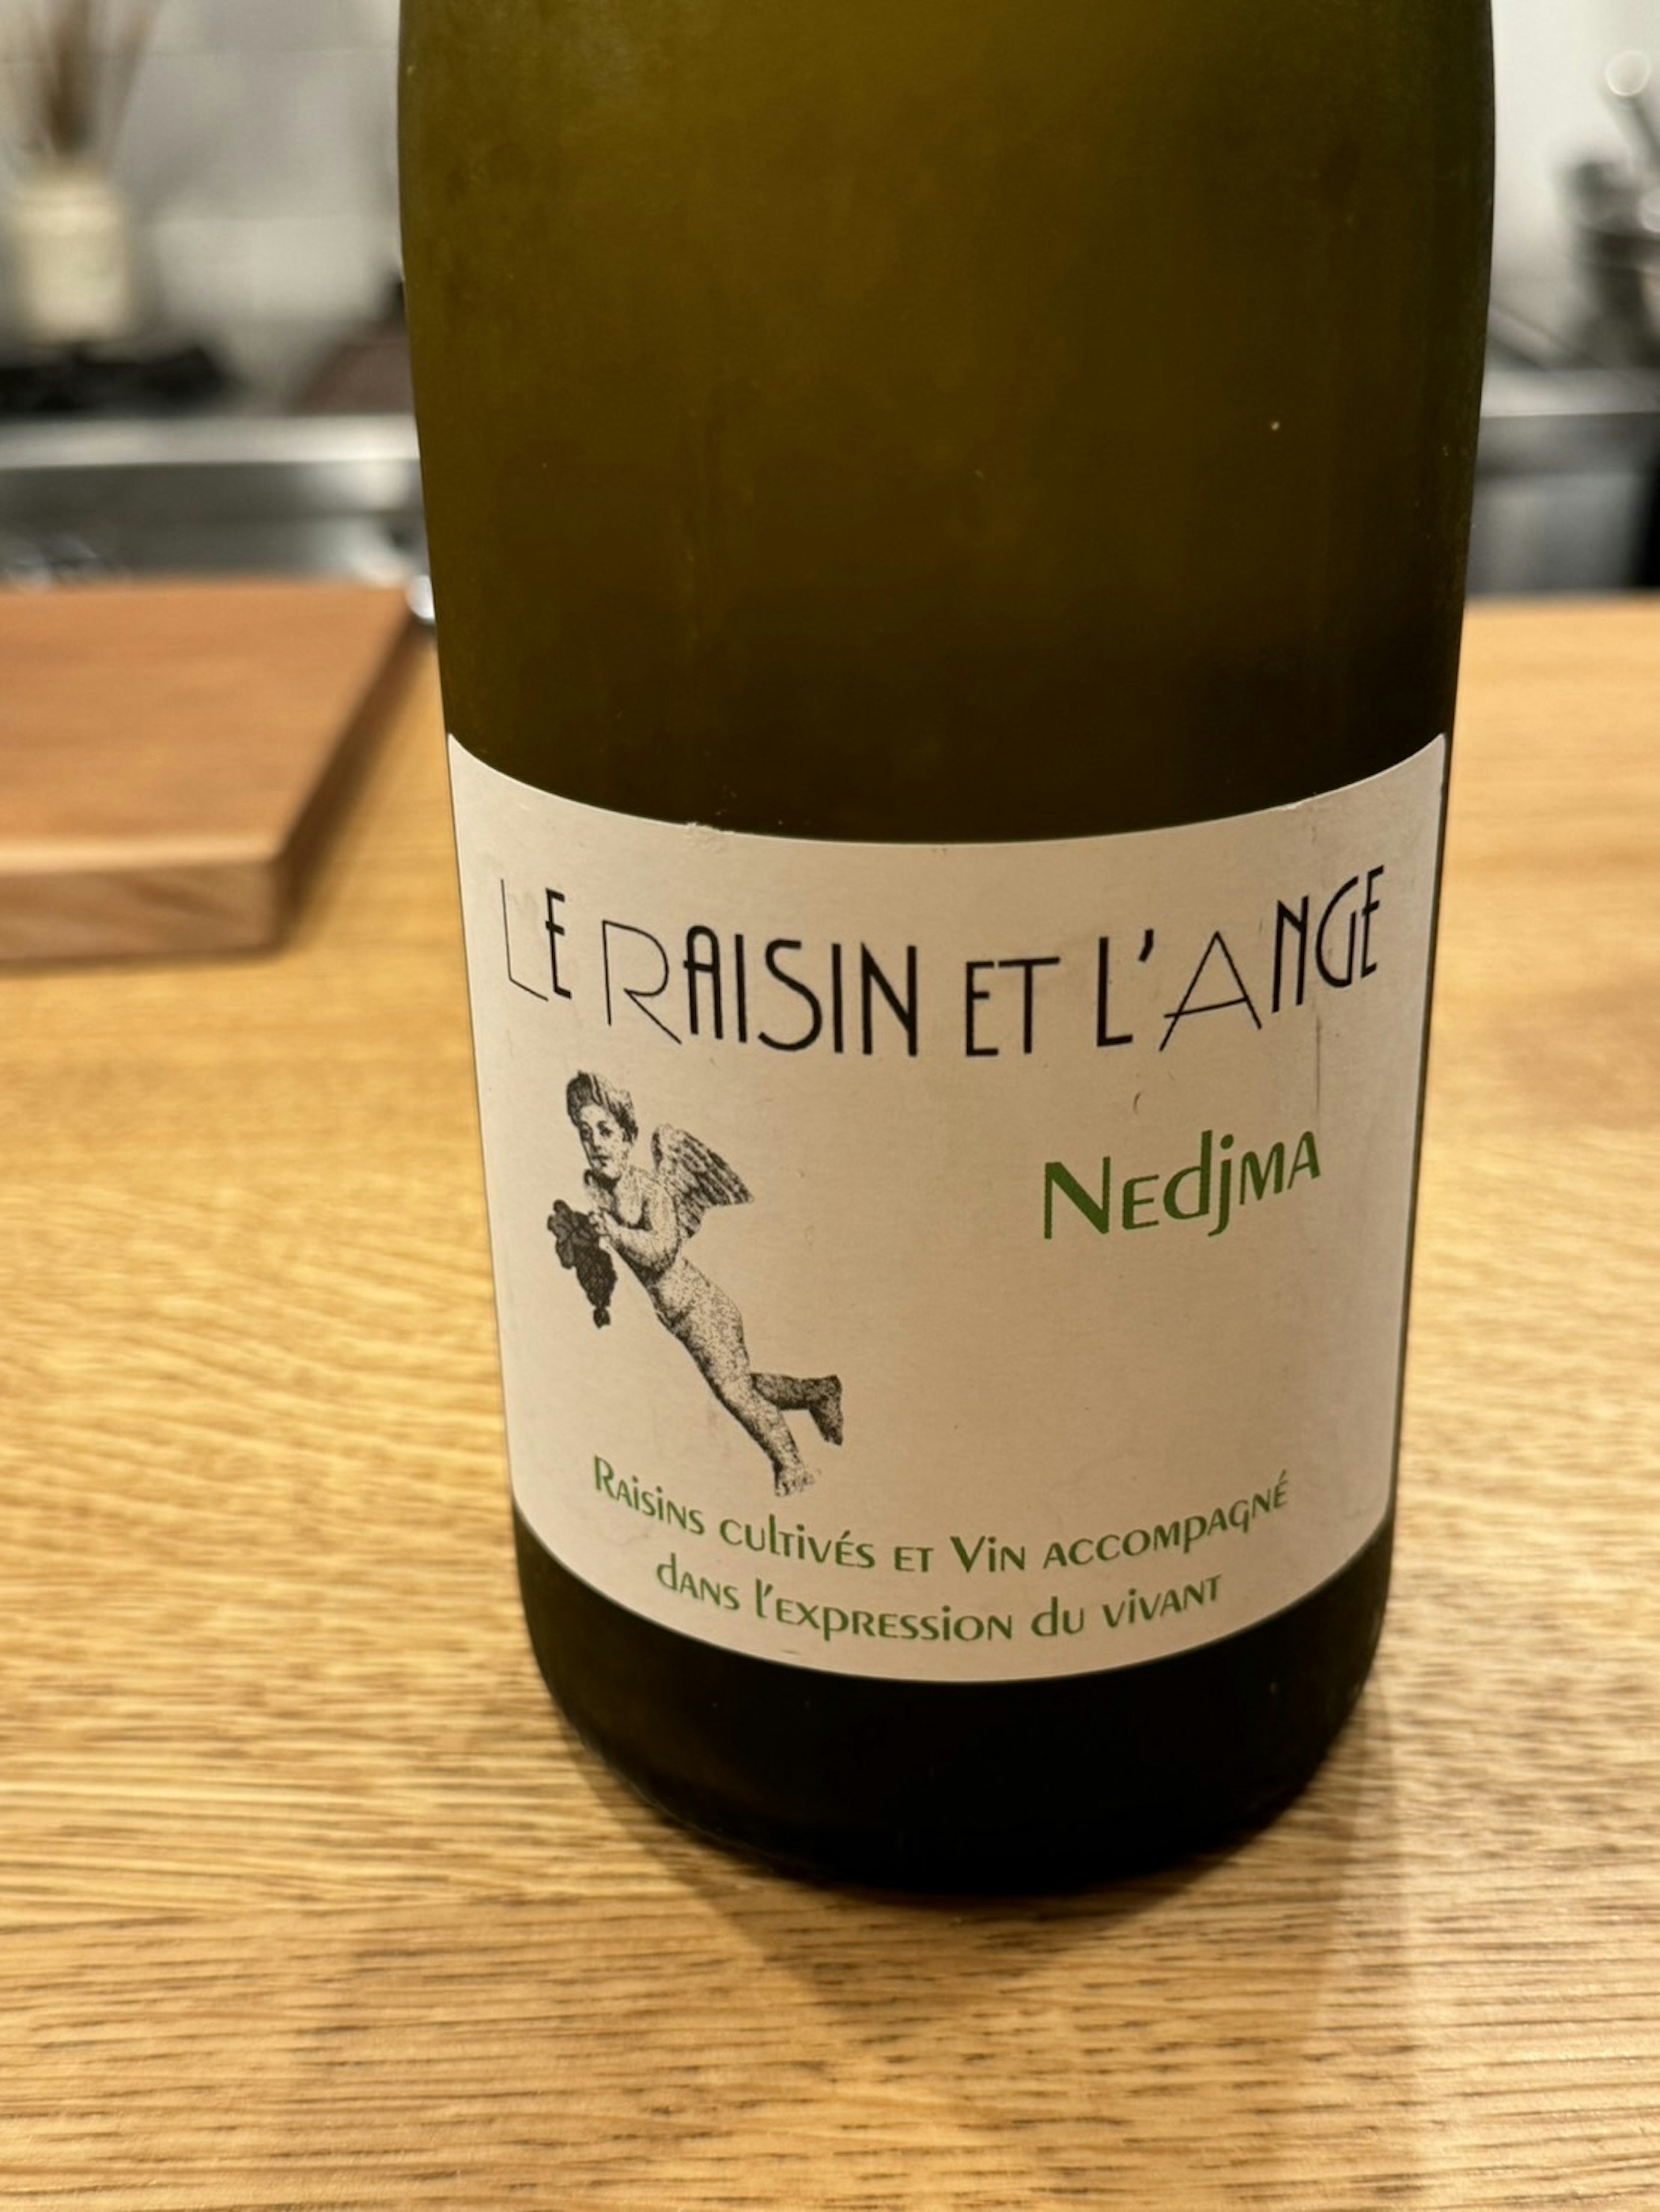 LE RAISIN ET L'ANGE
Nedjma
Raisins cultivés et Vin accompagné
dans l'expression du vivant